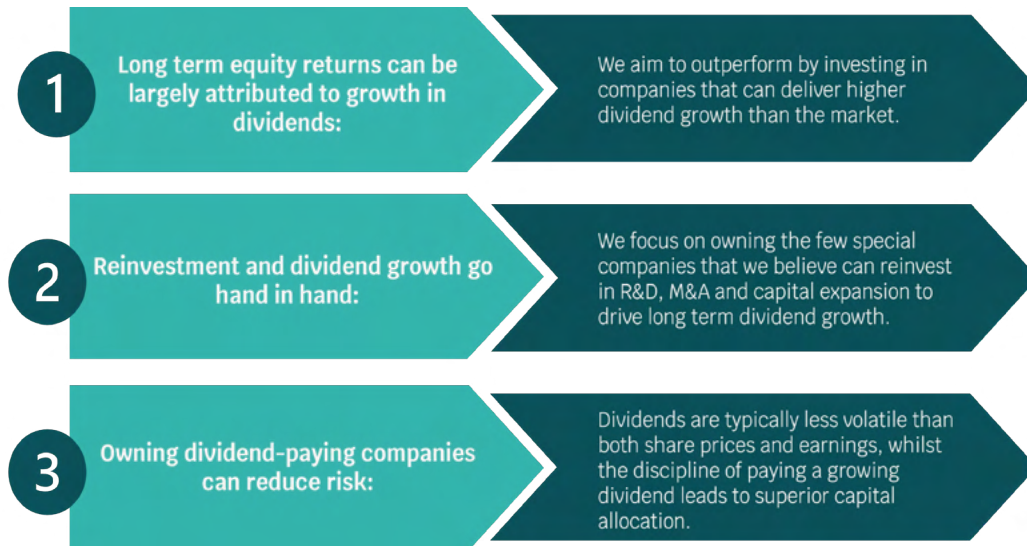 1
Long term equity returns can be
largely attributed to growth in
dividends:
We aim to outperform by investing in
companies that can deliver higher
dividend growth than the market.
2
Reinvestment and dividend growth go
hand in hand:
We focus on owning the few special
companies that we believe can reinvest
in R&D, M&A and capital expansion to
drive long term dividend growth.
3
Owning dividend-paying companies
can reduce risk:
Dividends are typically less volatile than
both share prices and earnings, whilst
the discipline of paying a growing
dividend leads to superior capital
allocation.